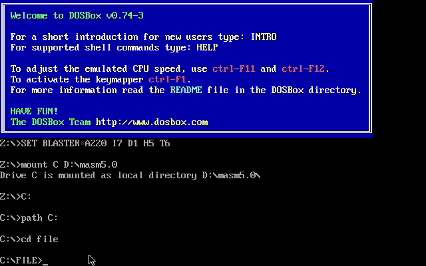 Welcome to DOSBox v0.74-3
For a short introduction for new users type: INTRO
For supported shell commands type: HELP
To adjust the emulated CPU speed, use ctrl-F11 and ctrl-F12.
To activate the keymapper ctrl-F1.
For more information read the README file in the DOSBox directory.
HAVE FUN!
The DOSBox Team http://www.dosbox.com
Z:\>SET BLASTER=A220 I7 D1 H5 T6
Z:\>mount C D:\masm5.0
Drive C is mounted as local directory D:\masm5.0\
Z:\>C:
C:\>path C:
C:\>cd file
C:\FILE>_